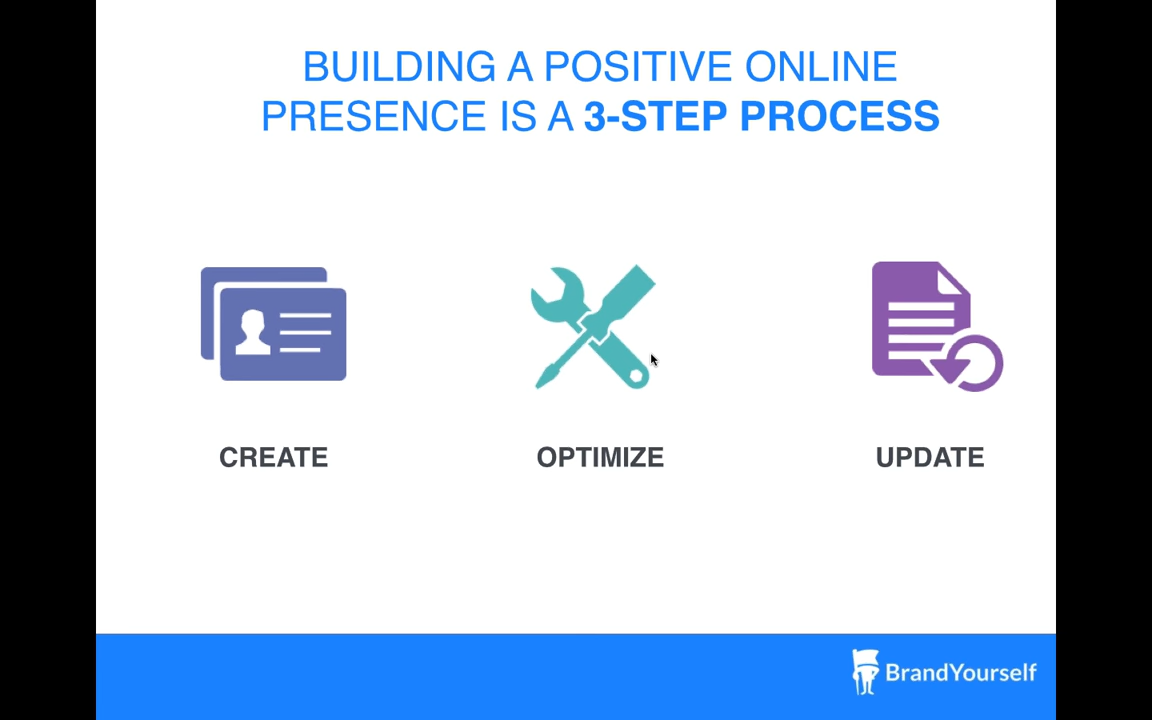 BUILDING A POSITIVE ONLINE
PRESENCE IS A 3-STEP PROCESS
CREATE
OPTIMIZE
UPDATE
BrandYourself